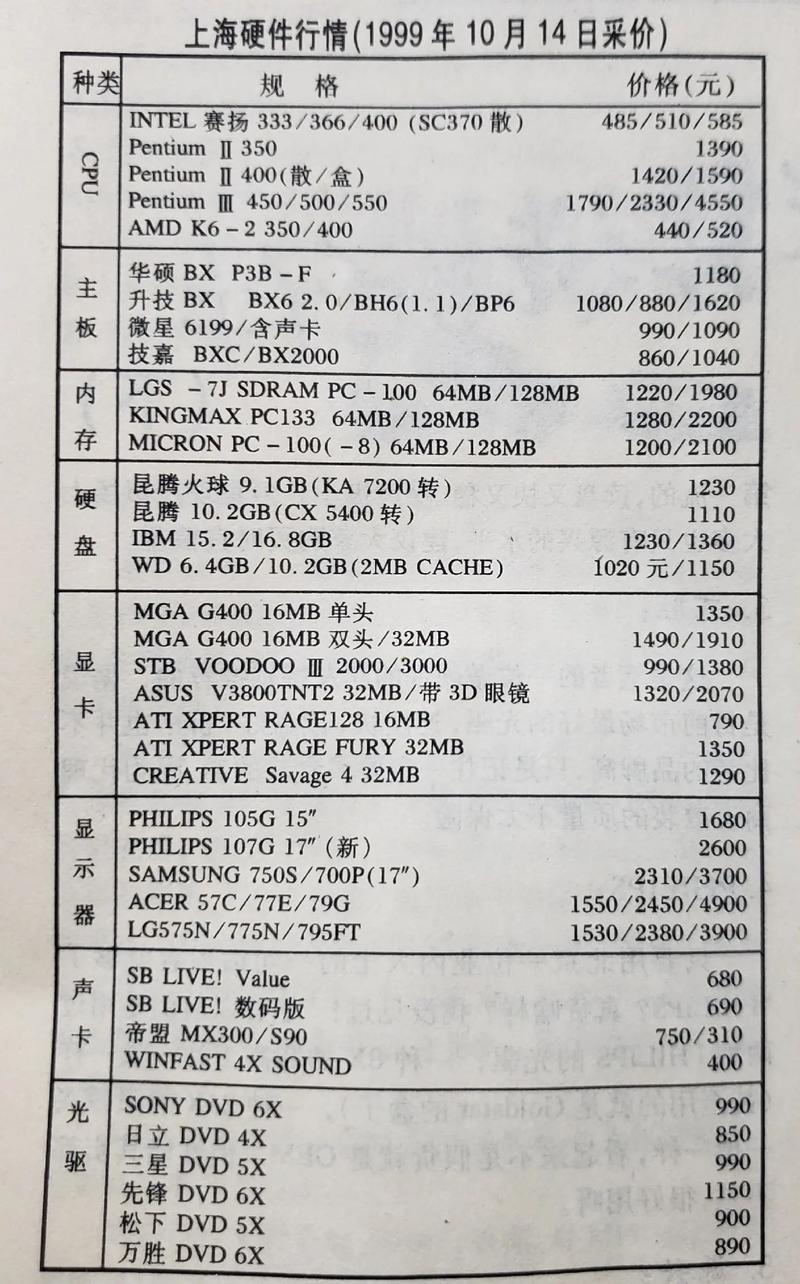 上海硬件行情(1999年10月14日采价)
种类 规 格 价格(元)
CPU
INTEL 赛扬 333/366/400 (SC370 散) 485/510/585
Pentium Ⅱ 350 1390
Pentium Ⅱ 400(散/盒) 1420/1590
Pentium Ⅲ 450/500/550 1790/2330/4550
AMD K6-2 350/400 440/520
主板
华硕 BX P3B-F 1180
升技 BX BX6 2.0/BH6(1.1)/BP6 1080/880/1620
微星 6199/含声卡 990/1090
技嘉 BXC/BX2000 860/1040
内存
LGS -7J SDRAM PC-100 64MB/128MB 1220/1980
KINGMAX PC133 64MB/128MB 1280/2200
MICRON PC-100(-8) 64MB/128MB 1200/2100
硬盘
昆腾火球 9.1GB(KA 7200 转) 1230
昆腾 10.2GB(CX 5400 转) 1110
IBM 15.2/16.8GB 1230/1360
WD 6.4GB/10.2GB(2MB CACHE) 1020 元/1150
显卡
MGA G400 16MB 单头 1350
MGA G400 16MB 双头/32MB 1490/1910
STB VOODOO Ⅲ 2000/3000 990/1380
ASUS V3800TNT2 32MB/带 3D 眼镜 1320/2070
ATI XPERT RAGE128 16MB 790
ATI XPERT RAGE FURY 32MB 1350
CREATIVE Savage 4 32MB 1290
显示器
PHILIPS 105G 15″ 1680
PHILIPS 107G 17″(新) 2600
SAMSUNG 750S/700P(17″) 2310/3700
ACER 57C/77E/79G 1550/2450/4900
LG575N/775N/795FT 1530/2380/3900
声卡
SB LIVE! Value 680
SB LIVE! 数码版 690
帝盟 MX300/S90 750/310
WINFAST 4X SOUND 400
光驱
SONY DVD 6X 990
日立 DVD 4X 850
三星 DVD 5X 990
先锋 DVD 6X 1150
松下 DVD 5X 900
万胜 DVD 6X 890